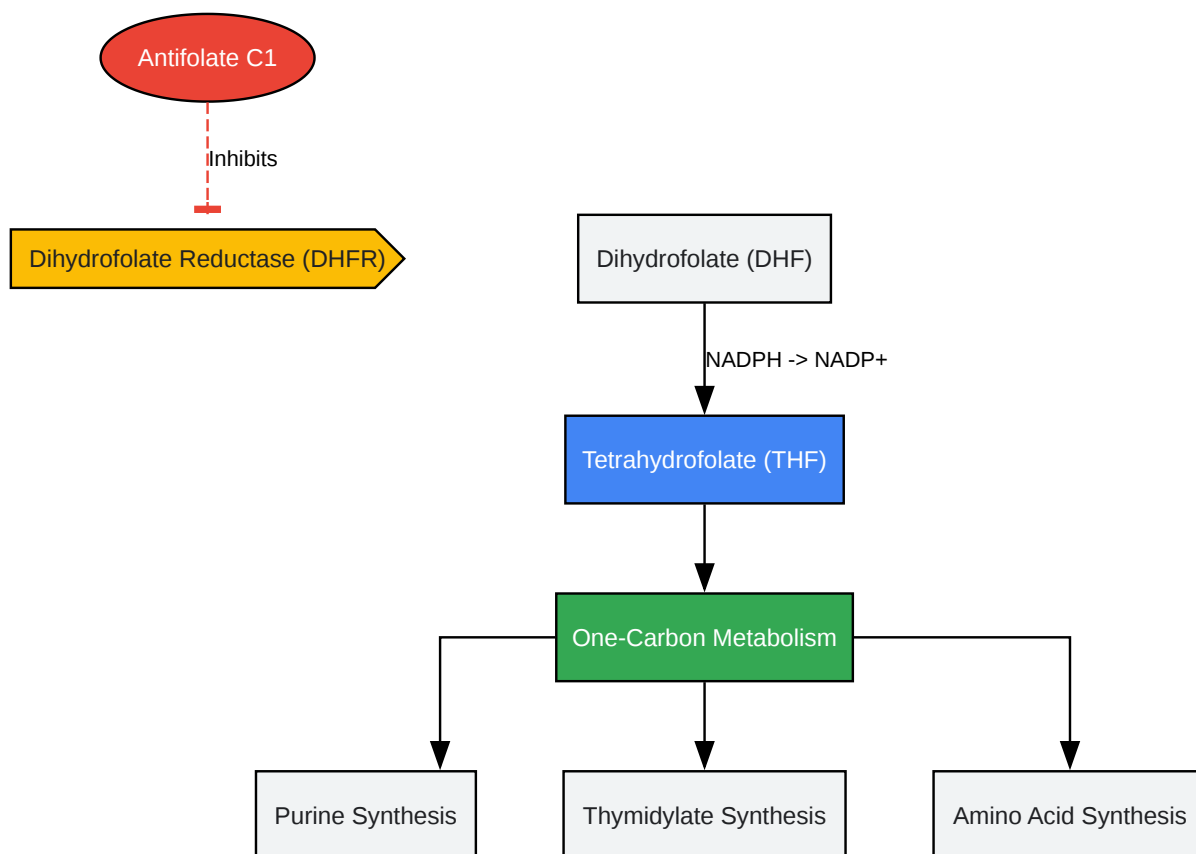 Antifolate C1
Inhibits
Dihydrofolate Reductase (DHFR)
Dihydrofolate (DHF)
NADPH -> NADP+
Tetrahydrofolate (THF)
One-Carbon Metabolism
Purine Synthesis
Thymidylate Synthesis
Amino Acid Synthesis